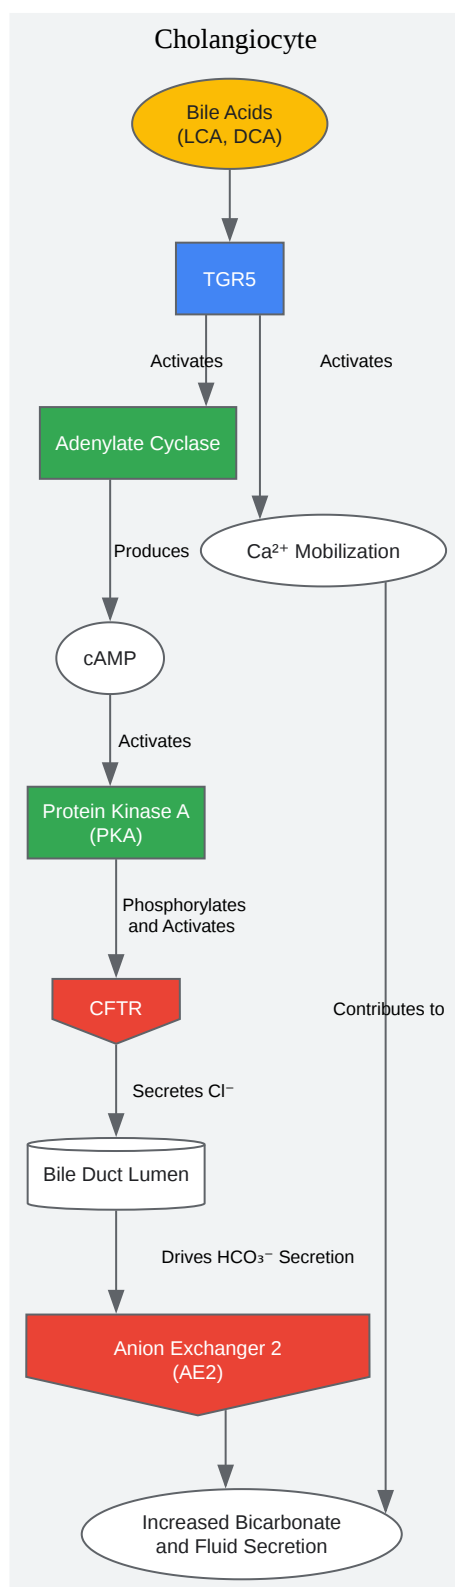 Cholangiocyte
Bile Acids
(LCA, DCA)
TGR5
Activates
Activates
Adenylate Cyclase
Produces
Ca²⁺ Mobilization
cAMP
Activates
Protein Kinase A
(PKA)
Phosphorylates
and Activates
CFTR
Contributes to
Secretes Cl⁻
Bile Duct Lumen
Drives HCO₃⁻ Secretion
Anion Exchanger 2
(AE2)
Increased Bicarbonate
and Fluid Secretion